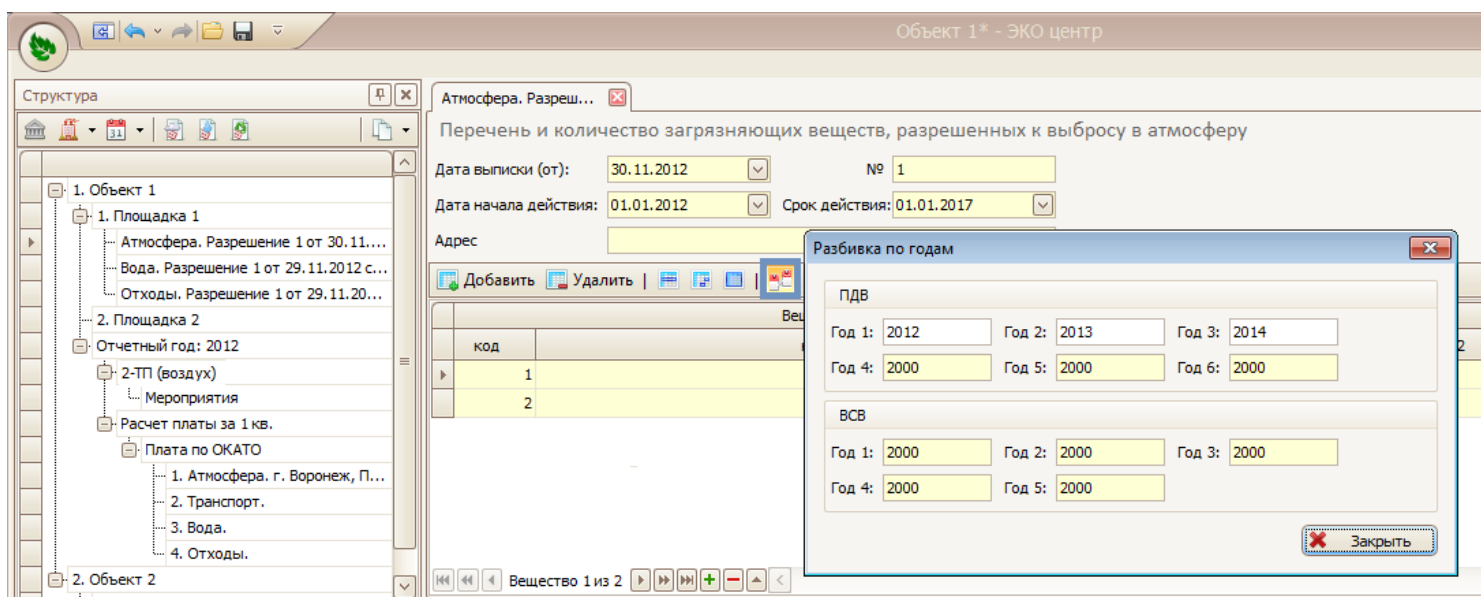 Объект 1* - ЭКО центр
Структура
31
1. Объект 1
1. Площадка 1
Атмосфера. Разрешение 1 от 30.11....
Вода. Разрешение 1 от 29.11.2012 с...
Отходы. Разрешение 1 от 29.11.20...
2. Площадка 2
Отчетный год: 2012
2-ТП (воздух)
Мероприятия
Расчет платы за 1 кв.
Плата по ОКАТО
1. Атмосфера. г. Воронеж, П...
2. Транспорт.
3. Вода.
4. Отходы.
2. Объект 2
Атмосфера. Разреш...
Перечень и количество загрязняющих веществ, разрешенных к выбросу в атмосферу
Дата выписки (от): 30.11.2012 № 1
Дата начала действия: 01.01.2012 Срок действия: 01.01.2017
Адрес
Добавить Удалить
код
1
2
Вещество 1 из 2
Разбивка по годам
ПДВ
Год 1: 2012 Год 2: 2013 Год 3: 2014
Год 4: 2000 Год 5: 2000 Год 6: 2000
ВСВ
Год 1: 2000 Год 2: 2000 Год 3: 2000
Год 4: 2000 Год 5: 2000
Закрыть